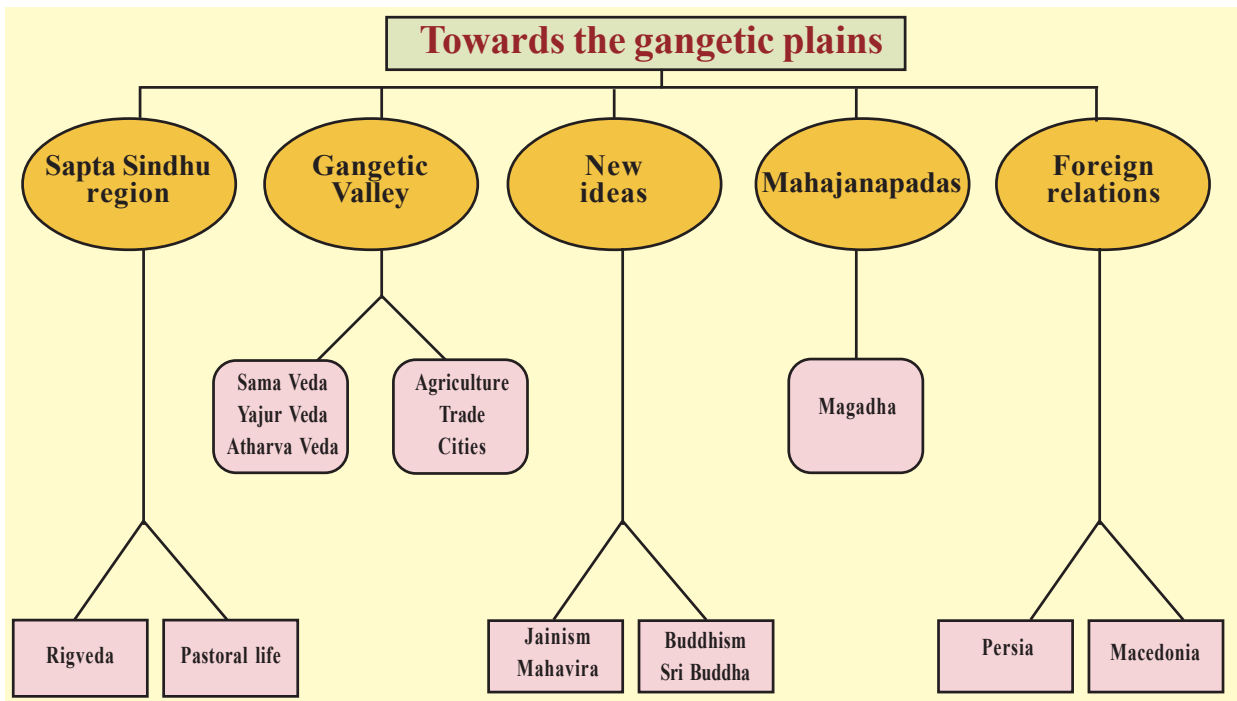 Towards the gangetic plains
Sapta Sindhu
region
Gangetic
Valley
New
ideas
Mahajanapadas
Foreign
relations
Sama Veda
Yajur Veda
Atharva Veda
Agriculture
Trade
Cities
Magadha
Rigveda
Pastoral life
Jainism
Mahavira
Buddhism
Sri Buddha
Persia
Macedonia